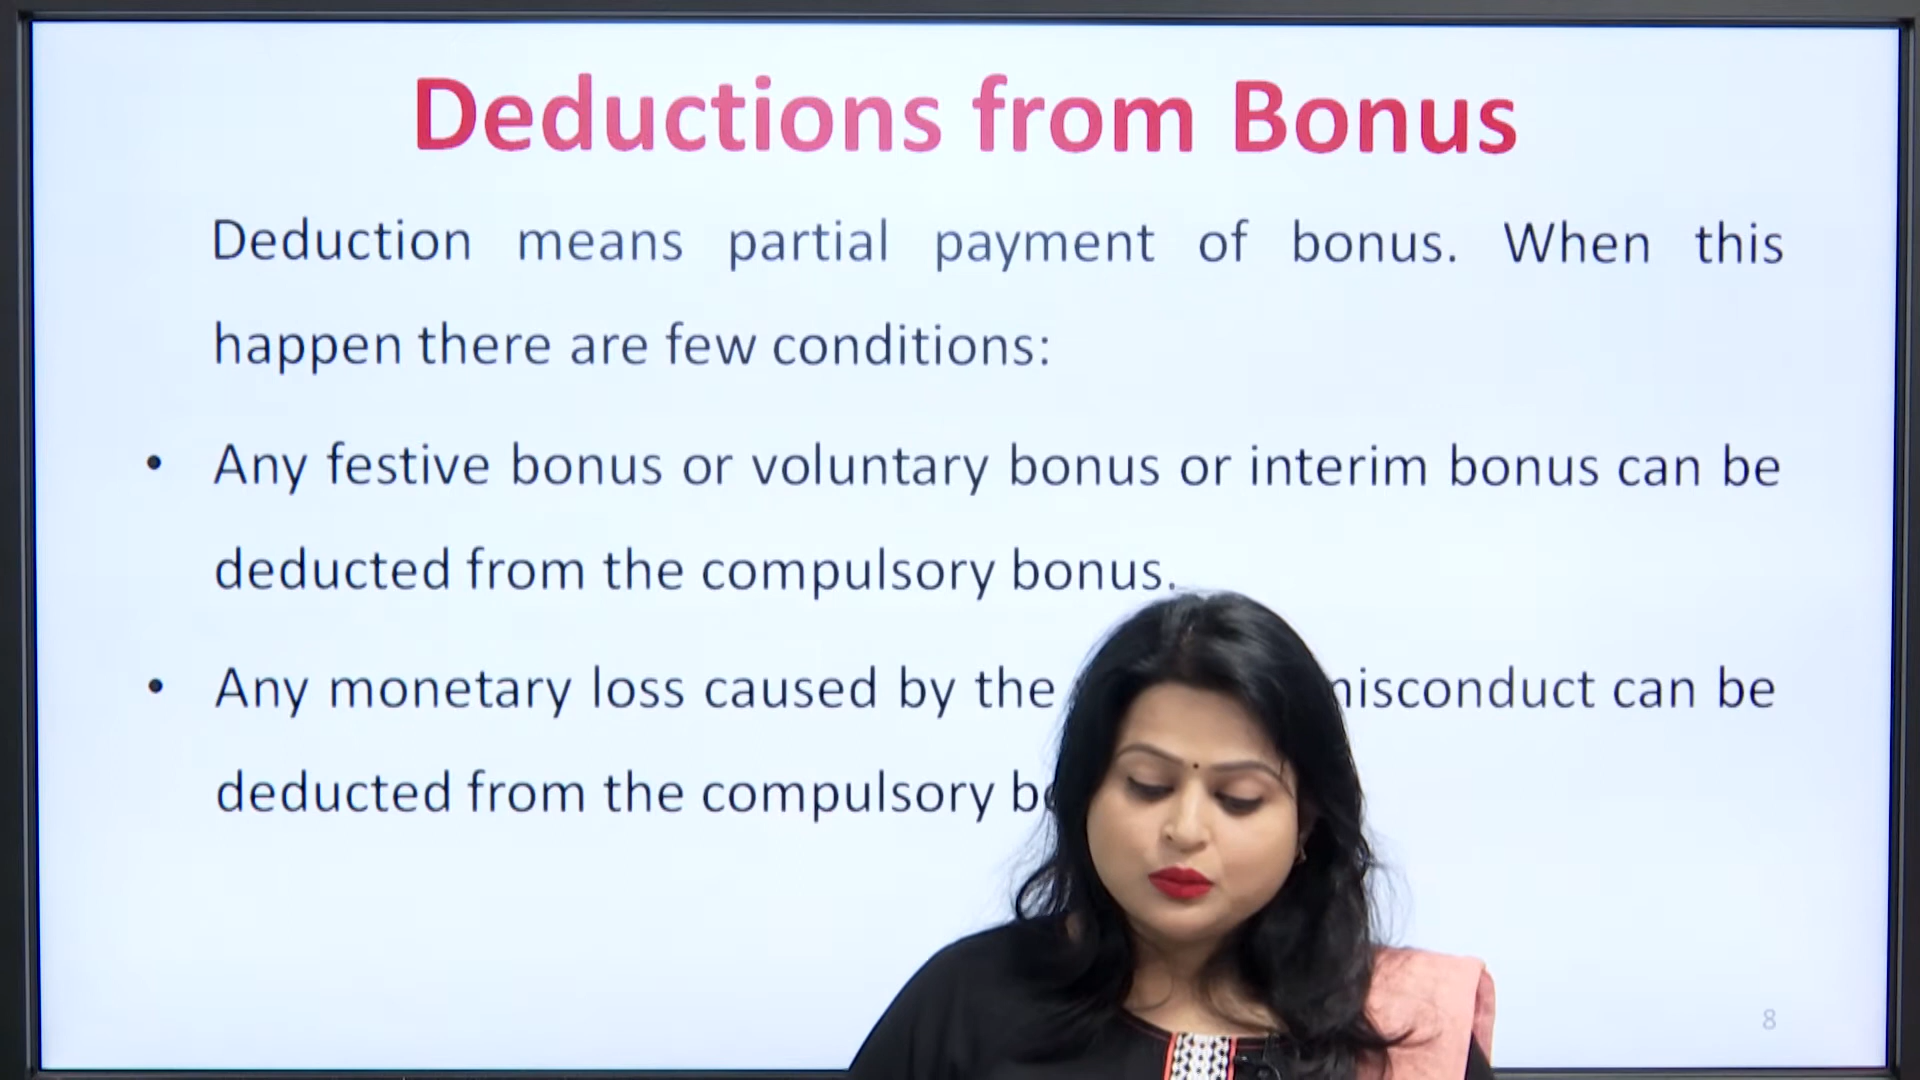 Deductions from Bonus
Deduction means partial payment of bonus. When this
happen there are few conditions:
• Any festive bonus or voluntary bonus or interim bonus can be
deducted from the compulsory bonus.
• Any monetary loss caused by the can be
deducted from the compulsory
8